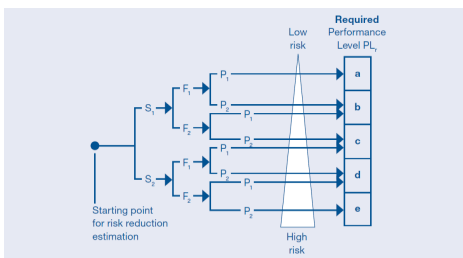 Required
Performance
Level PLr
Low
risk
P1
a
F1
P2
b
S1
P1
F2
P2
c
P1
F1
P2
d
S2
P1
F2
P2
e
Starting point
for risk reduction
estimation
High
risk